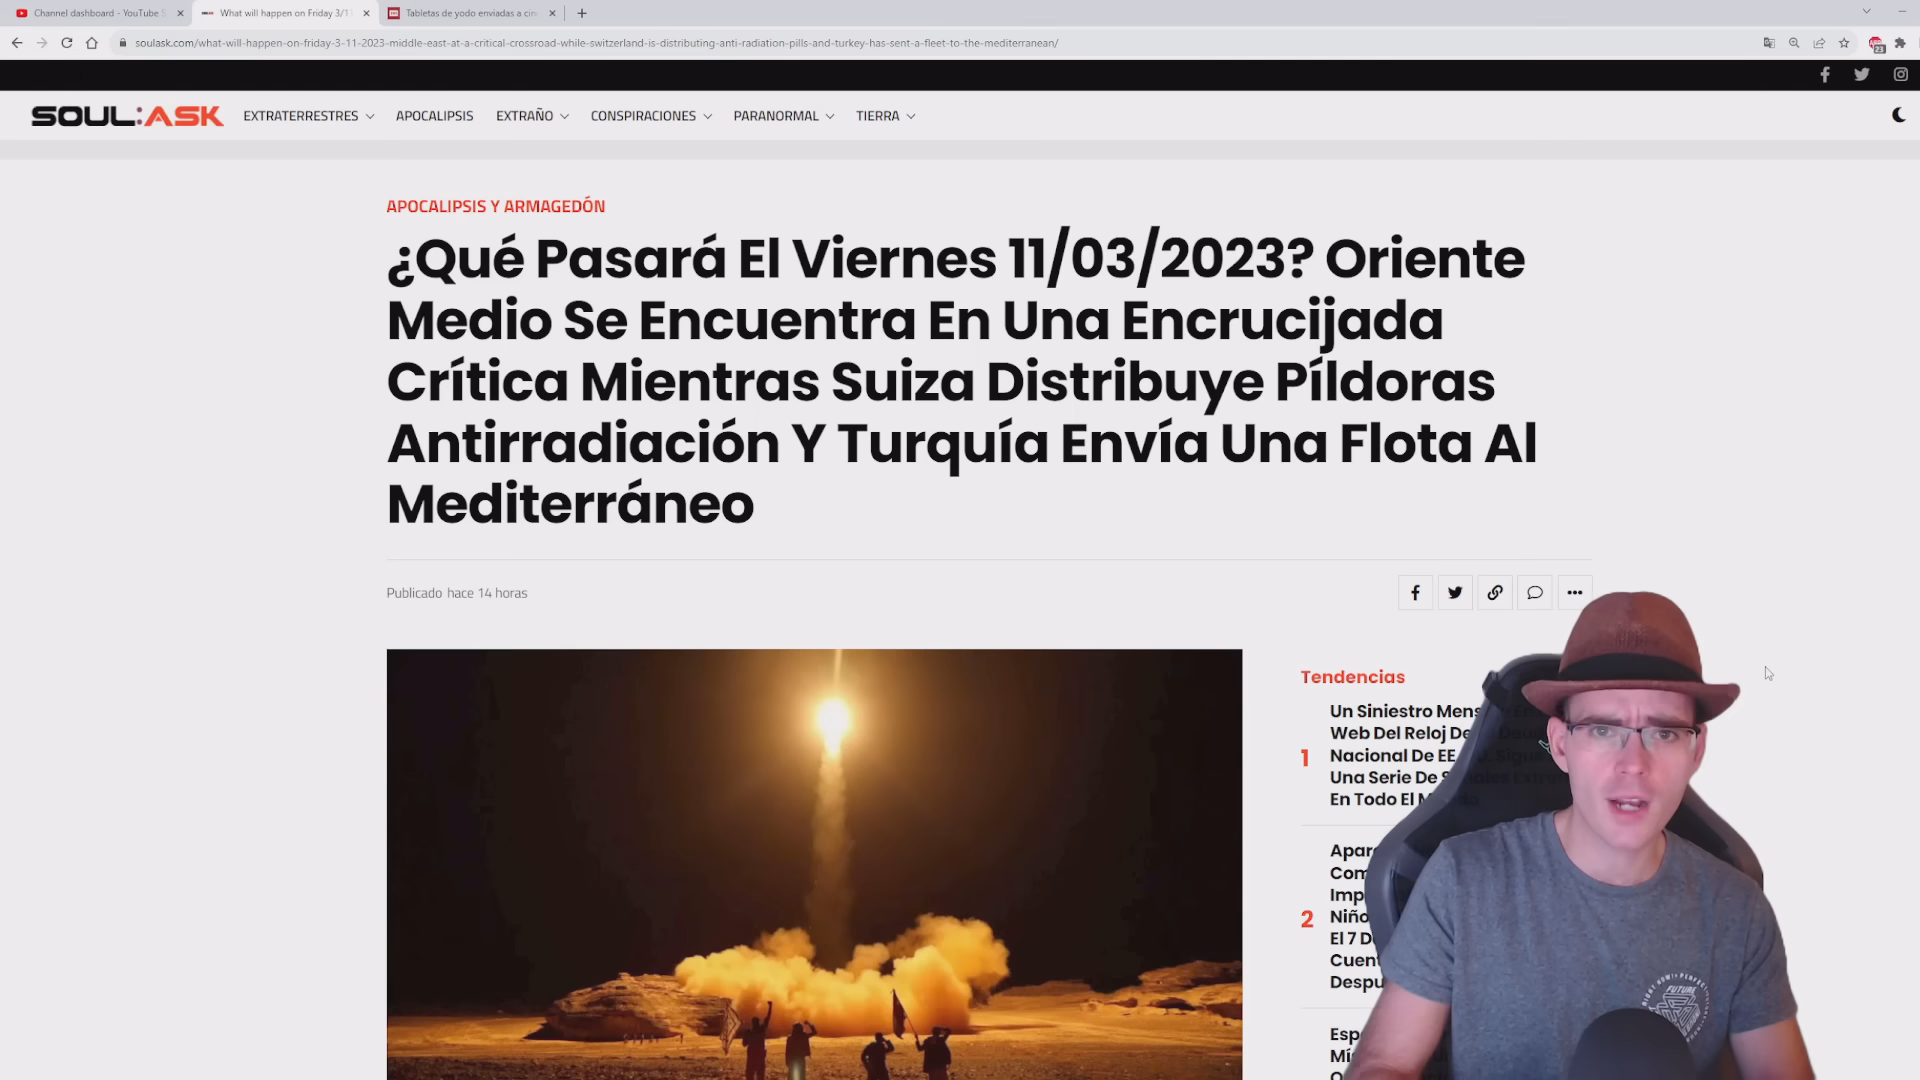 Channel dashboard - YouTube S
What will happen on Friday 3/11
Tabletas de yodo enviadas a cin
soulask.com/what-will-happen-on-friday-3-11-2023-middle-east-at-a-critical-crossroad-while-switzerland-is-distributing-anti-radiation-pills-and-turkey-has-sent-a-fleet-to-the-mediterranean/
23
SOUL:ASK
EXTRATERRESTRES
APOCALIPSIS
EXTRAÑO
CONSPIRACIONES
PARANORMAL
TIERRA
APOCALIPSIS Y ARMAGEDÓN
¿Qué Pasará El Viernes 11/03/2023? Oriente
Medio Se Encuentra En Una Encrucijada
Crítica Mientras Suiza Distribuye Píldoras
Antirradiación Y Turquía Envía Una Flota Al
Mediterráneo
Publicado hace 14 horas
Tendencias
1
Un Siniestro Mens
Web Del Reloj De
Nacional De EE
Una Serie De
En Todo El
2
Apar
Com
Imp
Niño
El 7 D
Cuent
Despu
Esp
Mi
FUTURE